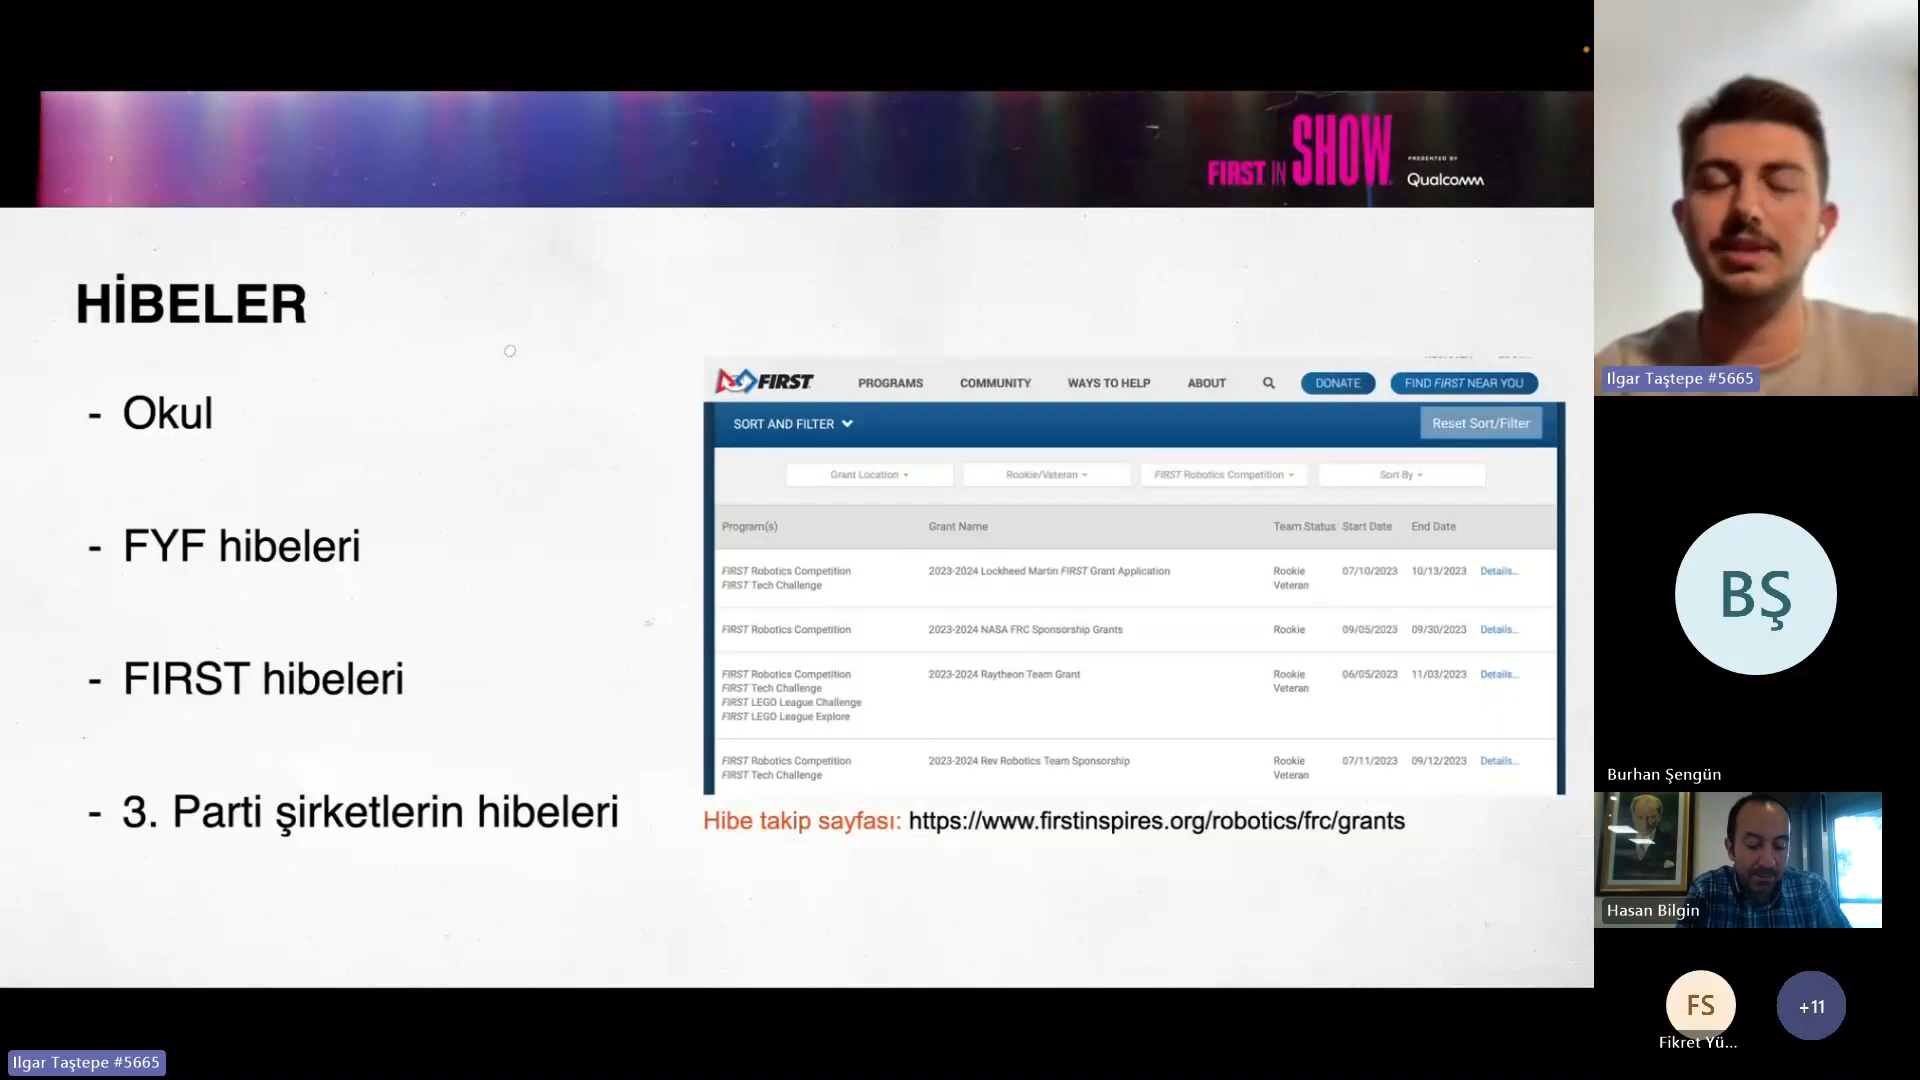 FIRST IN SHOW
PRESENTED BY
Qualcomm
HİBELER
- Okul
- FYF hibeleri
- FIRST hibeleri
- 3. Parti şirketlerin hibeleri
FIRST
PROGRAMS
COMMUNITY
WAYS TO HELP
ABOUT
DONATE
FIND FIRST NEAR YOU
SORT AND FILTER
Reset Sort/Filter
Grant Location
Rookie/Veteran
FIRST Robotics Competition
Sort By
Program(s) Grant Name Team Status Start Date End Date
FIRST Robotics Competition 2023-2024 Lockheed Martin FIRST Grant Application Rookie 07/10/2023 10/13/2023 Details...
FIRST Tech Challenge Veteran
FIRST Robotics Competition 2023-2024 NASA FRC Sponsorship Grants Rookie 09/05/2023 09/30/2023 Details...
FIRST Robotics Competition 2023-2024 Raytheon Team Grant Rookie 06/05/2023 11/03/2023 Details...
FIRST Tech Challenge Veteran
FIRST LEGO League Challenge
FIRST LEGO League Explore
FIRST Robotics Competition 2023-2024 Rev Robotics Team Sponsorship Rookie 07/11/2023 09/12/2023 Details...
FIRST Tech Challenge Veteran
Hibe takip sayfası: https://www.firstinspires.org/robotics/frc/grants
Ilgar Taştepe #5665
BŞ
Burhan Şengün
Hasan Bilgin
FS
Fikret Yü...
+11
Ilgar Taştepe #5665